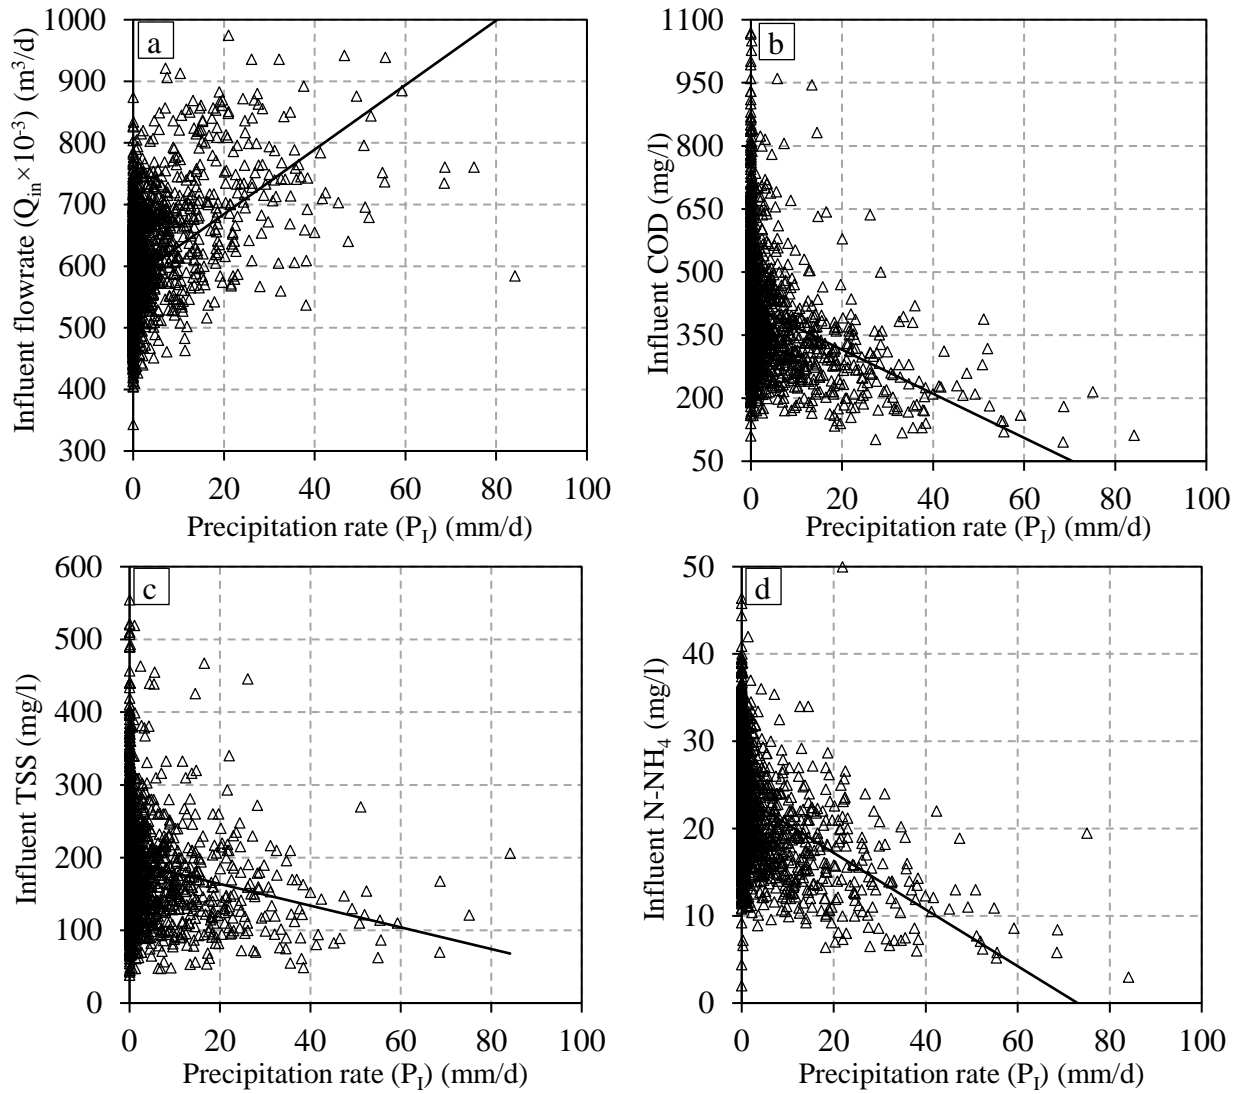 a
Influent flowrate (Qin×10-3) (m3/d)
1000
900
800
700
600
500
400
300
0 20 40 60 80 100
Precipitation rate (PI) (mm/d)
b
Influent COD (mg/l)
1100
950
800
650
500
350
200
50
0 20 40 60 80 100
Precipitation rate (PI) (mm/d)
c
Influent TSS (mg/l)
600
500
400
300
200
100
0
0 20 40 60 80 100
Precipitation rate (PI) (mm/d)
d
Influent N-NH4 (mg/l)
50
40
30
20
10
0
0 20 40 60 80 100
Precipitation rate (PI) (mm/d)